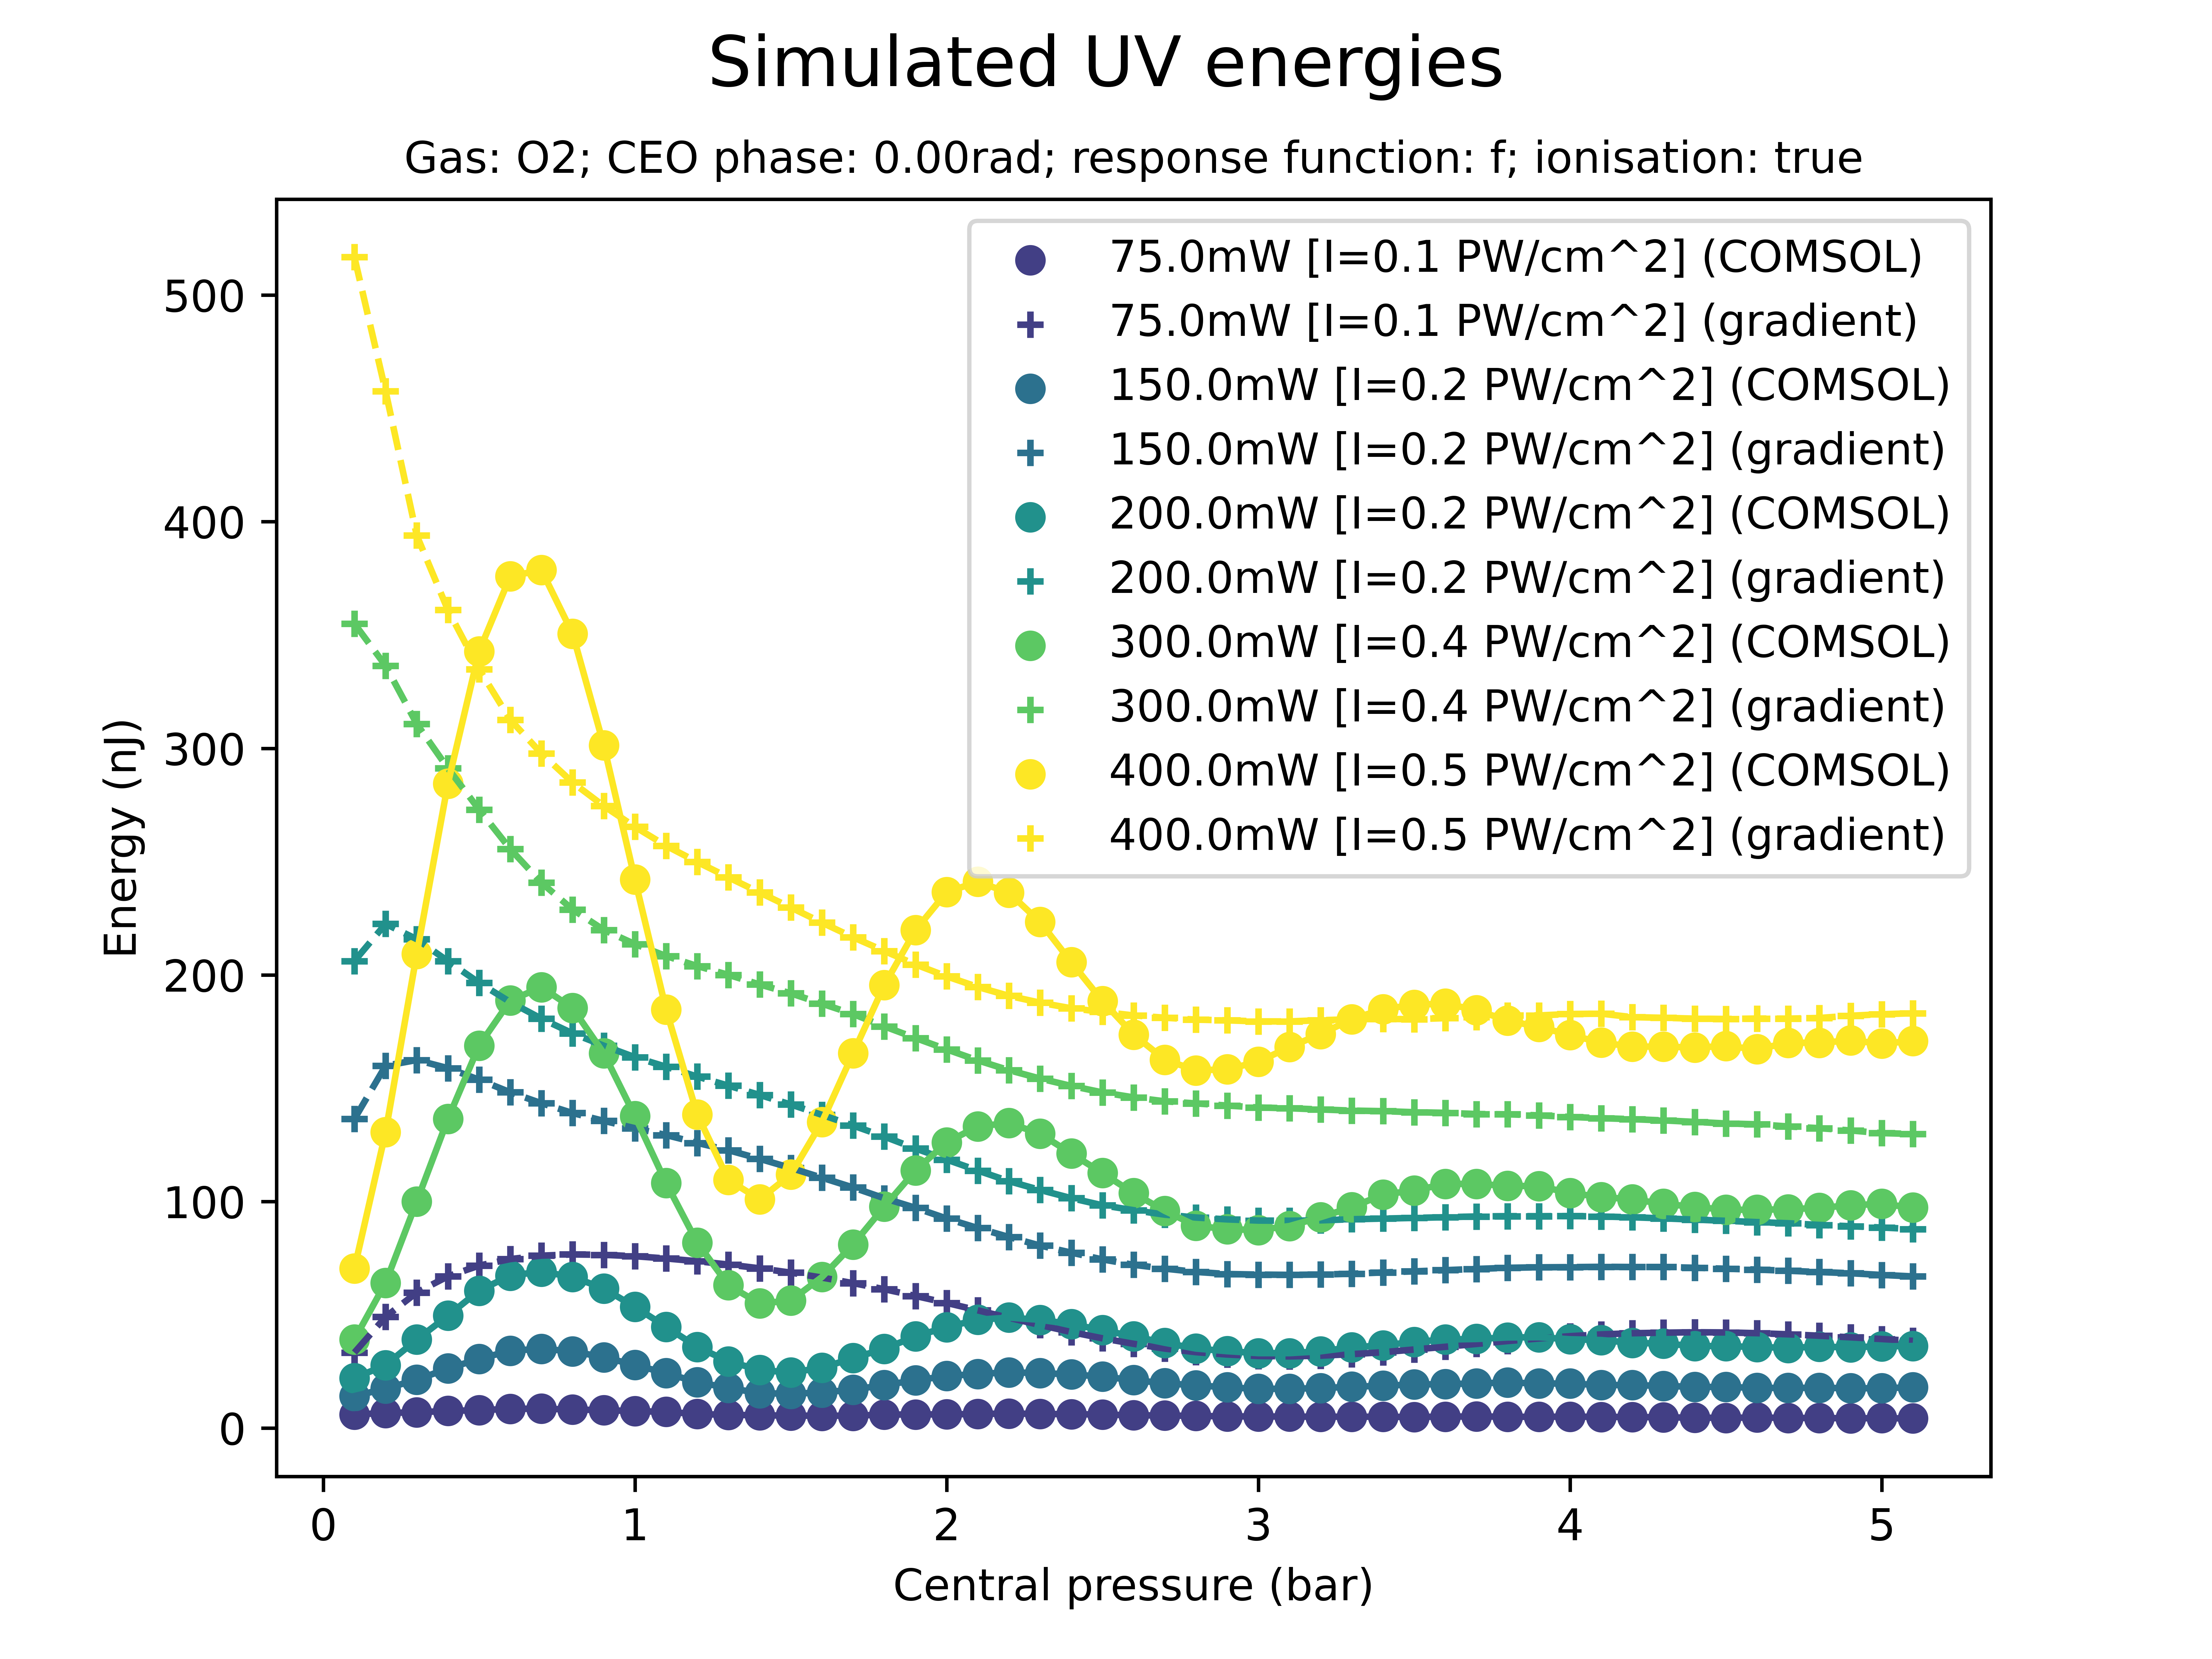 Simulated UV energies
Gas: O2; CEO phase: 0.00rad; response function: f; ionisation: true
75.0mW [I=0.1 PW/cm^2] (COMSOL)
75.0mW [I=0.1 PW/cm^2] (gradient)
150.0mW [I=0.2 PW/cm^2] (COMSOL)
150.0mW [I=0.2 PW/cm^2] (gradient)
200.0mW [I=0.2 PW/cm^2] (COMSOL)
200.0mW [I=0.2 PW/cm^2] (gradient)
300.0mW [I=0.4 PW/cm^2] (COMSOL)
300.0mW [I=0.4 PW/cm^2] (gradient)
400.0mW [I=0.5 PW/cm^2] (COMSOL)
400.0mW [I=0.5 PW/cm^2] (gradient)
Energy (nJ)
500
400
300
200
100
0
0 1 2 3 4 5
Central pressure (bar)